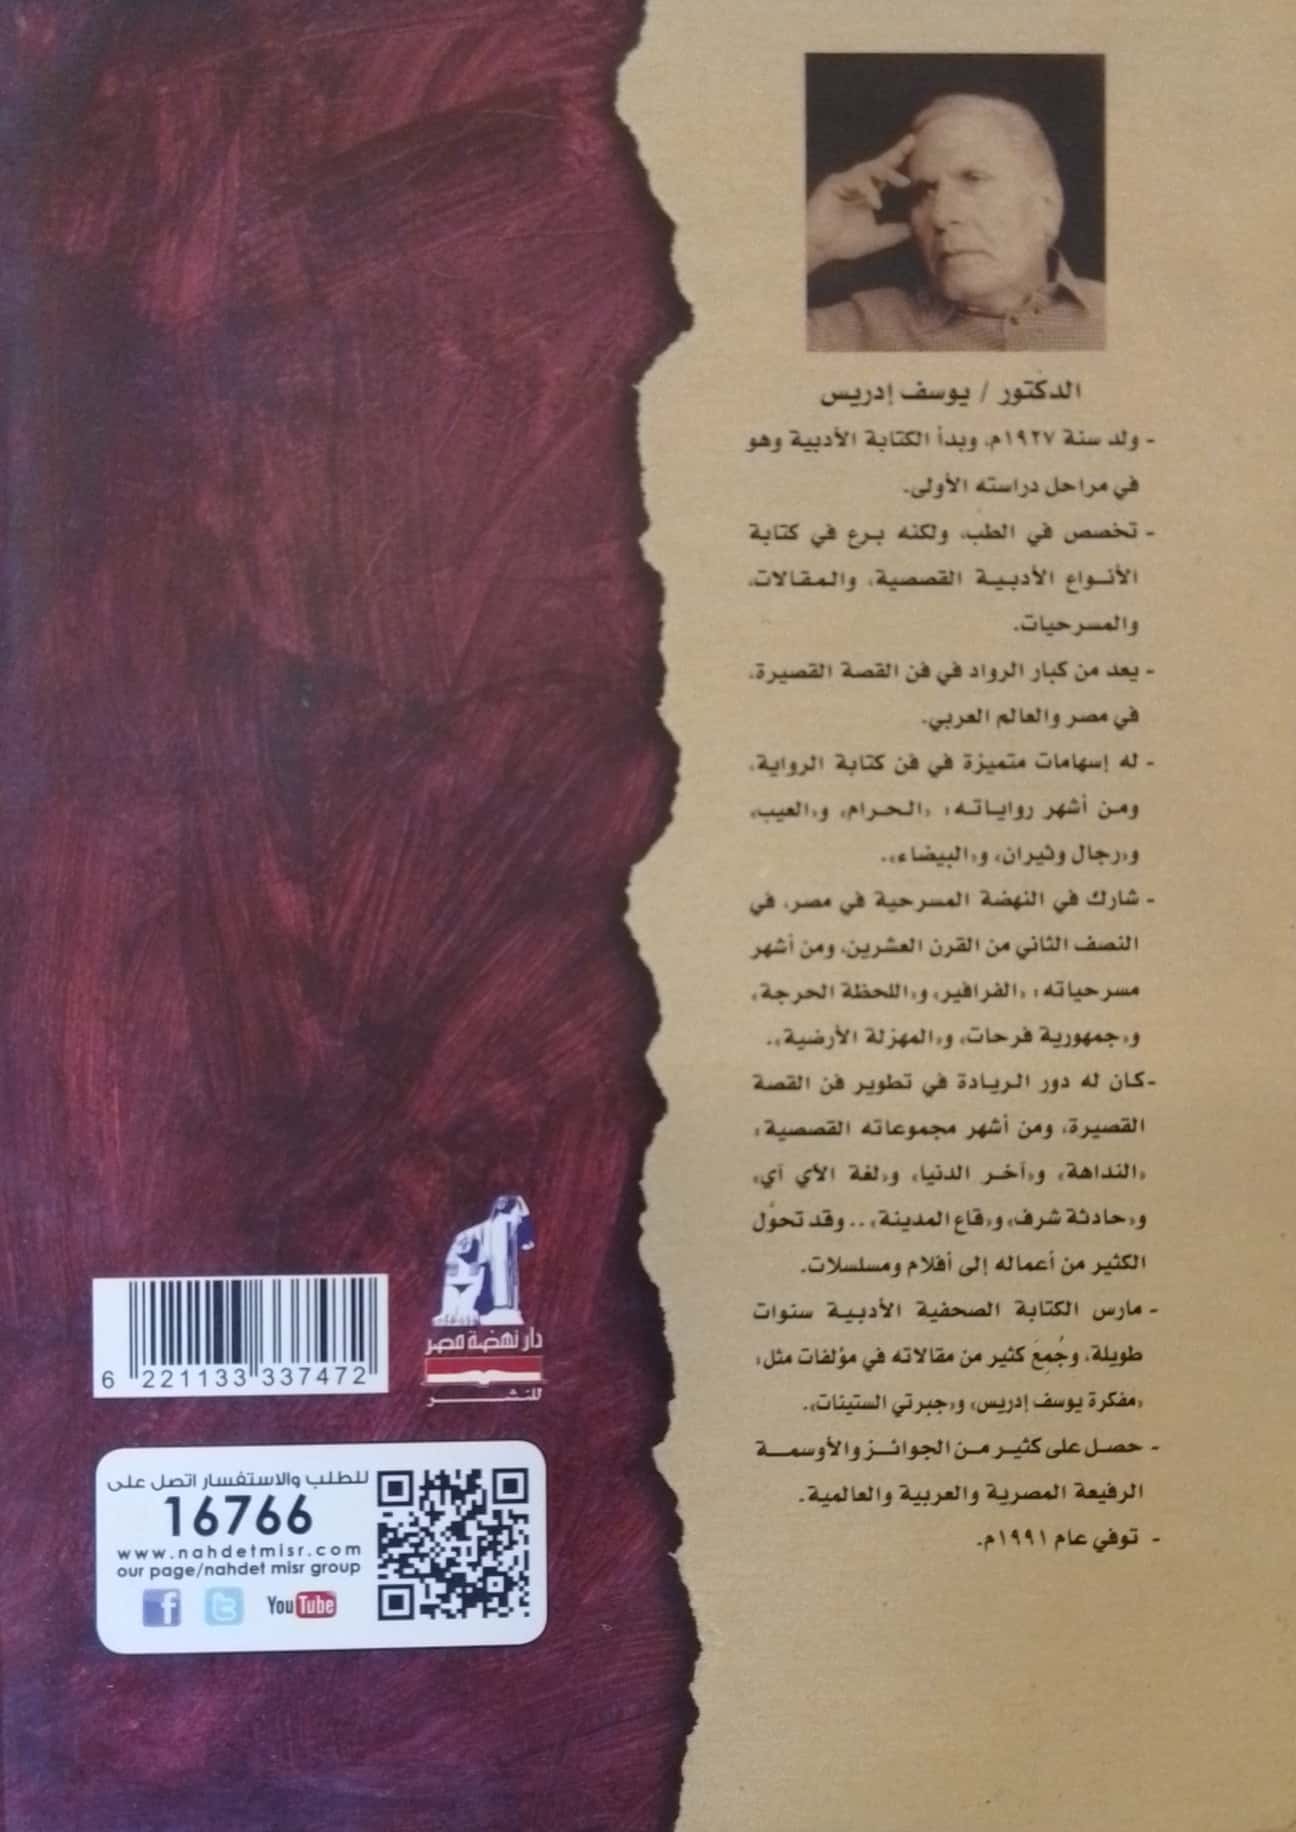 الدكتور / يوسف إدريس
- ولد سنة ١٩٢٧م، وبدأ الكتابة الأدبية وهو
في مراحل دراسته الأولى.
- تخصص في الطب، ولكنه برع في كتابة
الأنواع الأدبية القصصية، والمقالات،
والمسرحيات.
- يعد من كبار الرواد في فن القصة القصيرة،
في مصر والعالم العربي.
- له إسهامات متميزة في فن كتابة الرواية،
ومن أشهر رواياته: «الحرام» و«العيب»
و«رجال وثيران» و«البيضاء».
- شارك في النهضة المسرحية في مصر، في
النصف الثاني من القرن العشرين، ومن أشهر
مسرحياته: «الفرافير» و«اللحظة الحرجة»
و«جمهورية فرحات» و«المهزلة الأرضية».
-كان له دور الريادة في تطوير فن القصة
القصيرة، ومن أشهر مجموعاته القصصية:
«النداهة» و«آخر الدنيا» و«لغة الآي آي»
و«حادثة شرف» و«قاع المدينة».. وقد تحوَّل
الكثير من أعماله إلى أفلام ومسلسلات.
- مارس الكتابة الصحفية الأدبية سنوات
طويلة، وجُمِعَ كثير من مقالاته في مؤلفات مثل:
«مفكرة يوسف إدريس» و«جبرتي الستينات».
- حصل على كثير من الجوائز والأوسمة
الرفيعة المصرية والعربية والعالمية.
- توفي عام ١٩٩١م.
دار نهضة مصر
للنشر
6 221133 337472
للطلب والاستفسار اتصل على
16766
www.nahdetmisr.com
our page/nahdet misr group
f t YouTube